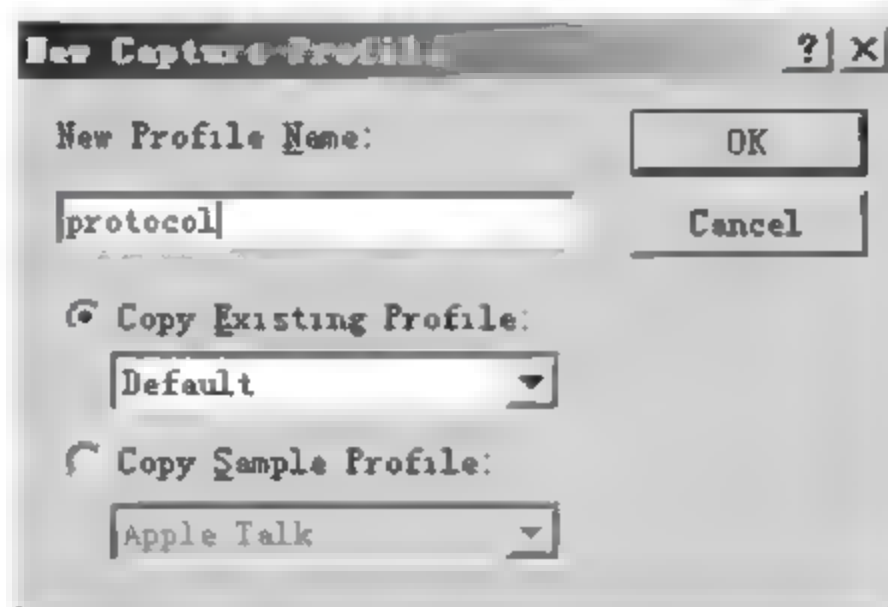 New Capture Profile
? ×
New Profile Name:
OK
protocol
Cancel
Copy Existing Profile:
Default
Copy Sample Profile:
Apple Talk